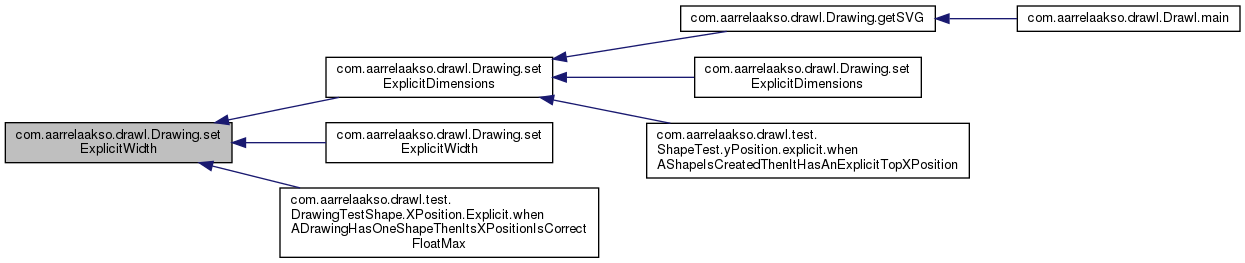 com.aarrelaakso.drawl.Drawing.set
ExplicitWidth
com.aarrelaakso.drawl.Drawing.set
ExplicitDimensions
com.aarrelaakso.drawl.Drawing.getSVG
com.aarrelaakso.drawl.Drawl.main
com.aarrelaakso.drawl.Drawing.set
ExplicitDimensions
com.aarrelaakso.drawl.test.
ShapeTest.yPosition.explicit.when
AShapeIsCreatedThenItHasAnExplicitTopXPosition
com.aarrelaakso.drawl.Drawing.set
ExplicitWidth
com.aarrelaakso.drawl.test.
DrawingTestShape.XPosition.Explicit.when
ADrawingHasOneShapeThenItsXPositionIsCorrect
FloatMax